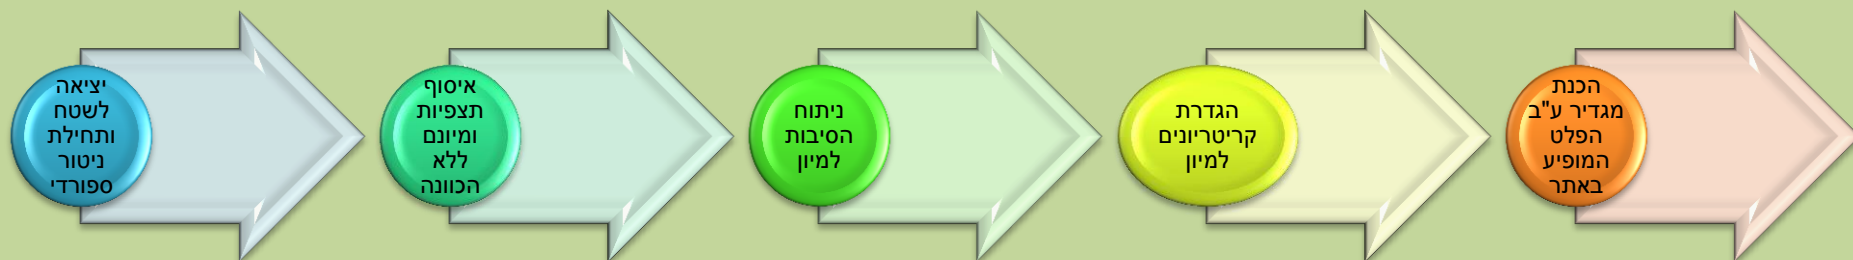 יציאה
לשטח
ותחילת
ניטור
ספורדי
איסוף
תצפיות
ומיונם
ללא
הכוונה
ניתוח
הסיבות
למיון
הגדרת
קריטריונים
למיון
הכנת
מגדיר ע"ב
הפלט
המופיע
באתר